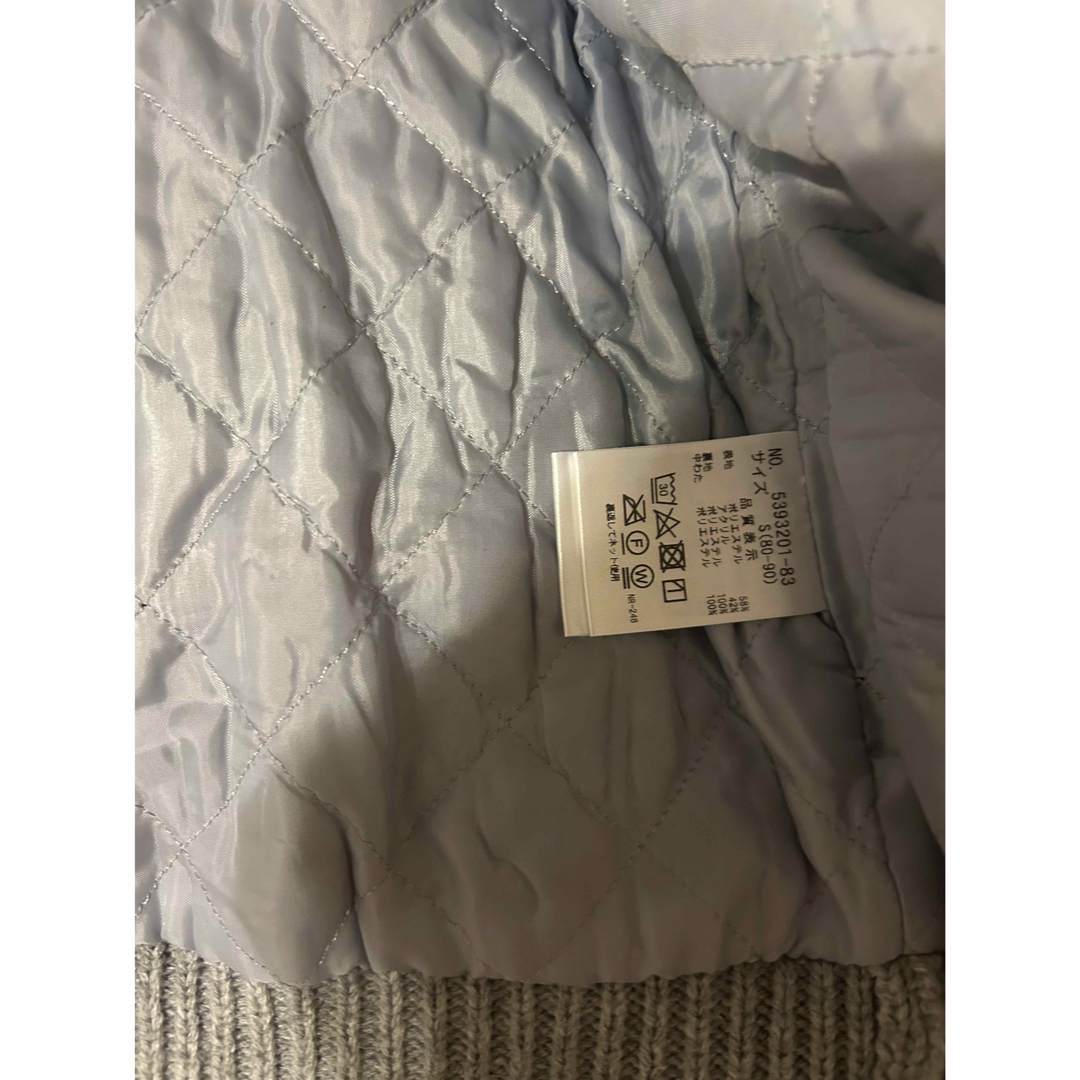 NO. 5393201-83
サイズ S(80-90)
品質表示
表地 ポリエステル 58%
アクリル 42%
裏地 ポリエステル 100%
中わた ポリエステル 100%
30
F W
裏返してネット使用
NR-24B